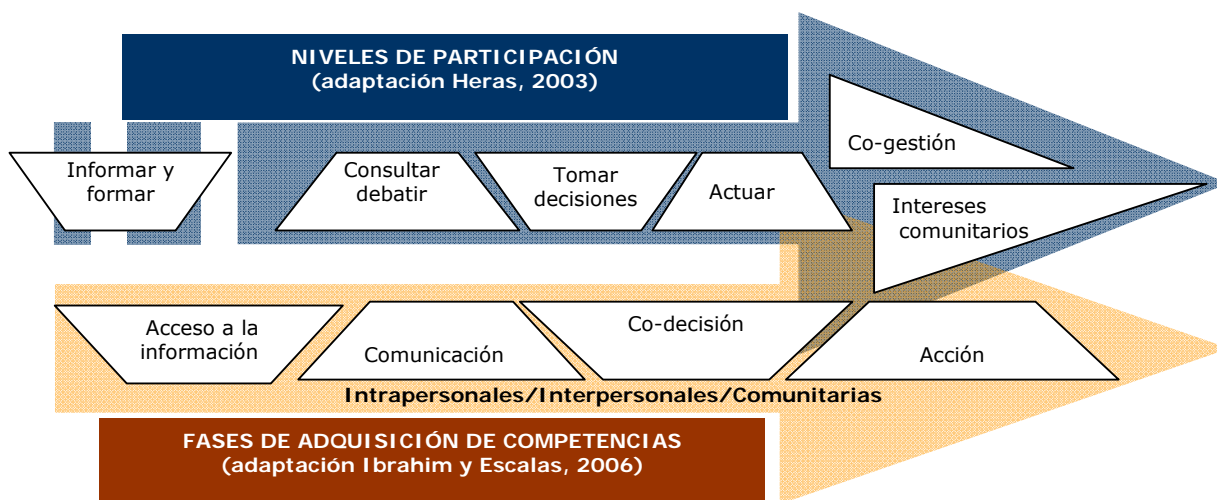 NIVELES DE PARTICIPACIÓN
(adaptación Heras, 2003)
Informar y
formar
Consultar
debatir
Tomar
decisiones
Actuar
Co-gestión
Intereses
comunitarios
Acceso a la
información
Comunicación
Co-decisión
Acción
Intrapersonales/Interpersonales/Comunitarias
FASES DE ADQUISICIÓN DE COMPETENCIAS
(adaptación Ibrahim y Escalas, 2006)